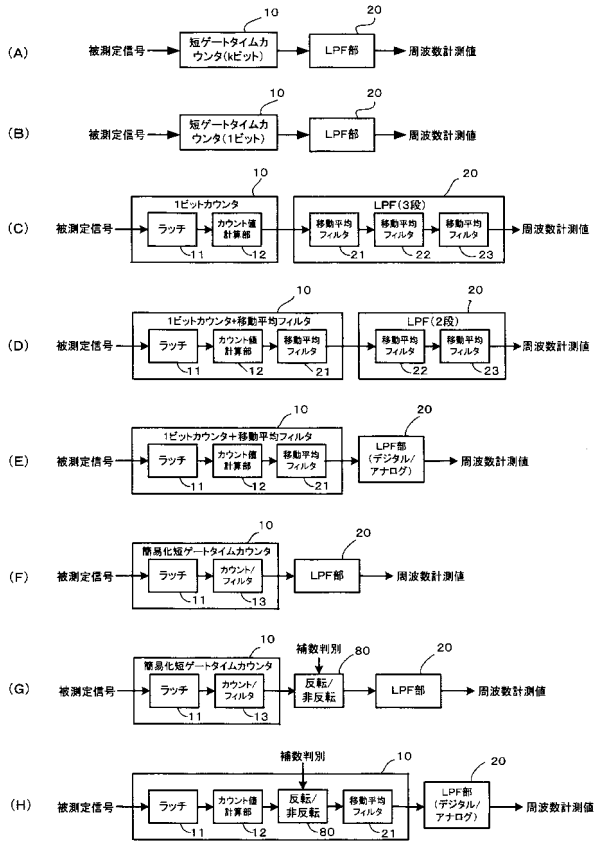 10
20
(A)
被測定信号
短ゲートタイムカ
ウンタ(kビット)
LPF部
周波数計測値
10
20
(B)
被測定信号
短ゲートタイムカ
ウンタ(1ビット)
LPF部
周波数計測値
10
20
1ビットカウンタ
LPF(3段)
(C)
被測定信号
ラッチ
カウント値
計算部
移動平均
フィルタ
移動平均
フィルタ
移動平均
フィルタ
周波数計測値
11
12
21
22
23
10
20
1ビットカウンタ+移動平均フィルタ
LPF(2段)
(D)
被測定信号
ラッチ
カウント値
計算部
移動平均
フィルタ
移動平均
フィルタ
移動平均
フィルタ
周波数計測値
11
12
21
22
23
10
20
1ビットカウンタ+移動平均フィルタ
(E)
被測定信号
ラッチ
カウント値
計算部
移動平均
フィルタ
LPF部
(デジタル/
アナログ)
周波数計測値
11
12
21
10
20
簡易化短ゲートタイムカウンタ
(F)
被測定信号
ラッチ
カウント/
フィルタ
LPF部
周波数計測値
11
13
10
補数判別
80
20
簡易化短ゲートタイムカウンタ
(G)
被測定信号
ラッチ
カウント/
フィルタ
反転/
非反転
LPF部
周波数計測値
11
13
補数判別
10
20
(H)
被測定信号
ラッチ
カウント値
計算部
反転/
非反転
移動平均
フィルタ
LPF部
(デジタル/
アナログ)
周波数計測値
11
12
80
21